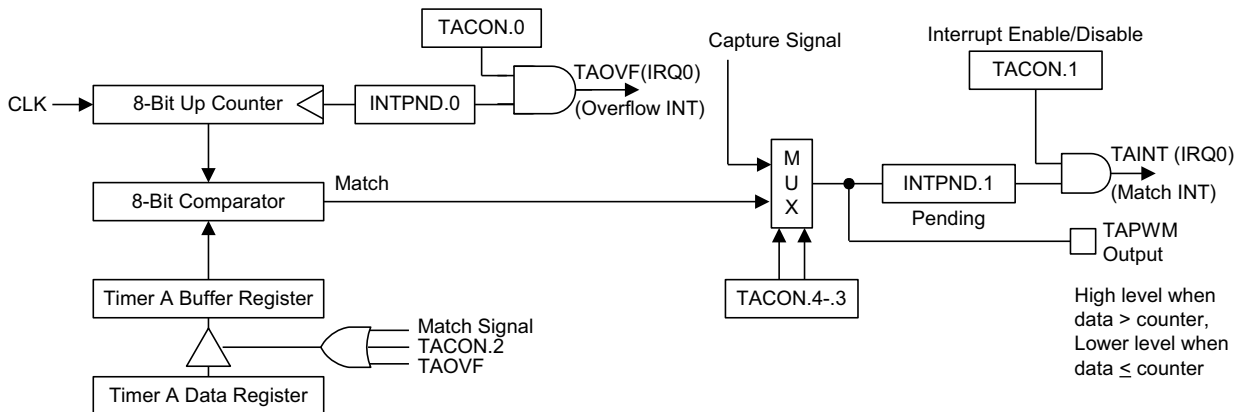 TACON.0
Capture Signal
Interrupt Enable/Disable
TACON.1
CLK
8-Bit Up Counter
INTPND.0
TAOVF(IRQ0)
(Overflow INT)
8-Bit Comparator
Match
M
U
X
INTPND.1
Pending
TAINT (IRQ0)
(Match INT)
TAPWM
Output
Timer A Buffer Register
TACON.4-.3
High level when
data > counter,
Lower level when
data ≤ counter
Match Signal
TACON.2
TAOVF
Timer A Data Register